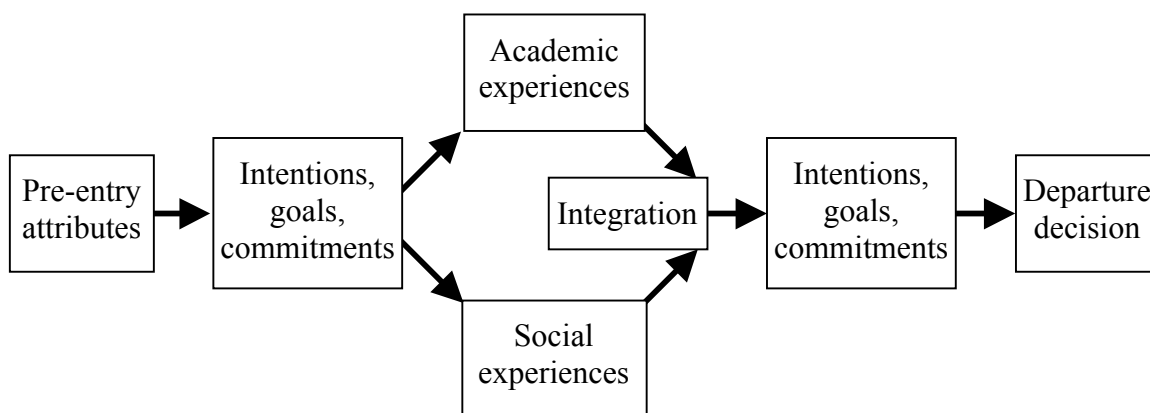 Pre-entry
attributes
Intentions,
goals,
commitments
Academic
experiences
Social
experiences
Integration
Intentions,
goals,
commitments
Departure
decision